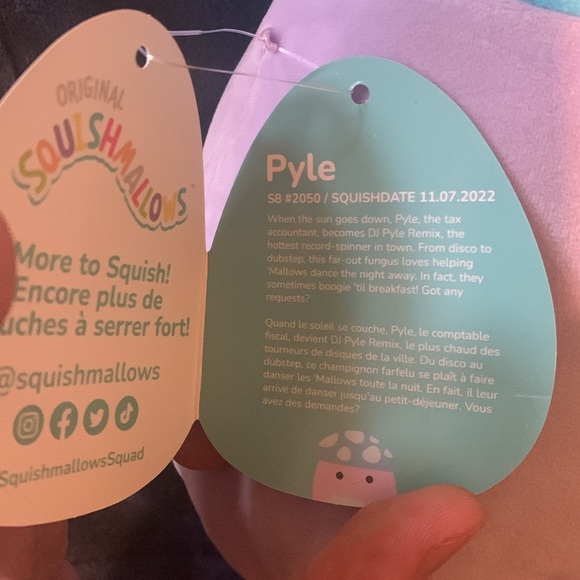 ORIGINAL
SQUISHMALLOWS
More to Squish!
Encore plus de
uches à serrer fort!
@squishmallows
SquishmallowsSquad
Pyle
S8 #2050 / SQUISHDATE 11.07.2022
When the sun goes down, Pyle, the tax
accountant, becomes DJ Pyle Remix, the
hottest record-spinner in town. From disco to
dubstep, this far-out fungus loves helping
'Mallows dance the night away. In fact, they
sometimes boogie 'til breakfast! Got any
requests?
Quand le soleil se couche, Pyle, le comptable
fiscal, devient DJ Pyle Remix, le plus chaud des
tourneurs de disques de la ville. Du disco au
dubstep, ce champignon farfelu se plaît à faire
danser les 'Mallows toute la nuit. En fait, il leur
arrive de danser jusqu'au petit-déjeuner. Vous
avez des demandes?